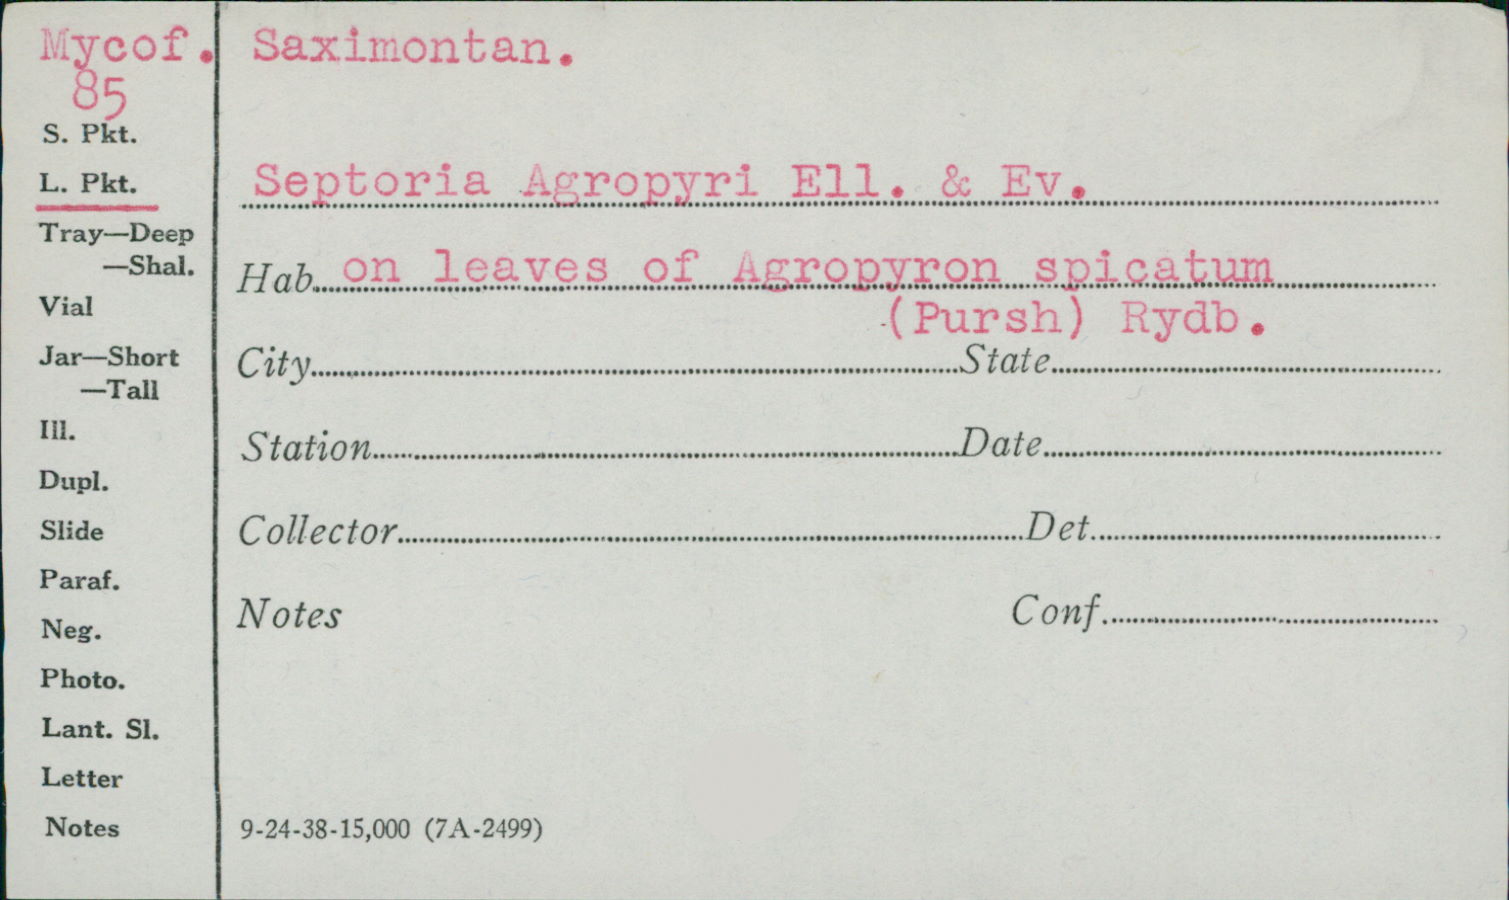 Mycof. Saximontan.
85
S. Pkt.
L. Pkt.
Septoria Agropyri Ell. & Ev.
Tray—Deep
—Shal.
Hab. on leaves of Agropyron spicatum
(Pursh) Rydb.
Vial
Jar—Short
—Tall
City State
Ill.
Station Date
Dupl.
Slide
Collector Det.
Paraf.
Neg.
Notes Conf.
Photo.
Lant. Sl.
Letter
Notes
9-24-38-15,000 (7A-2499)